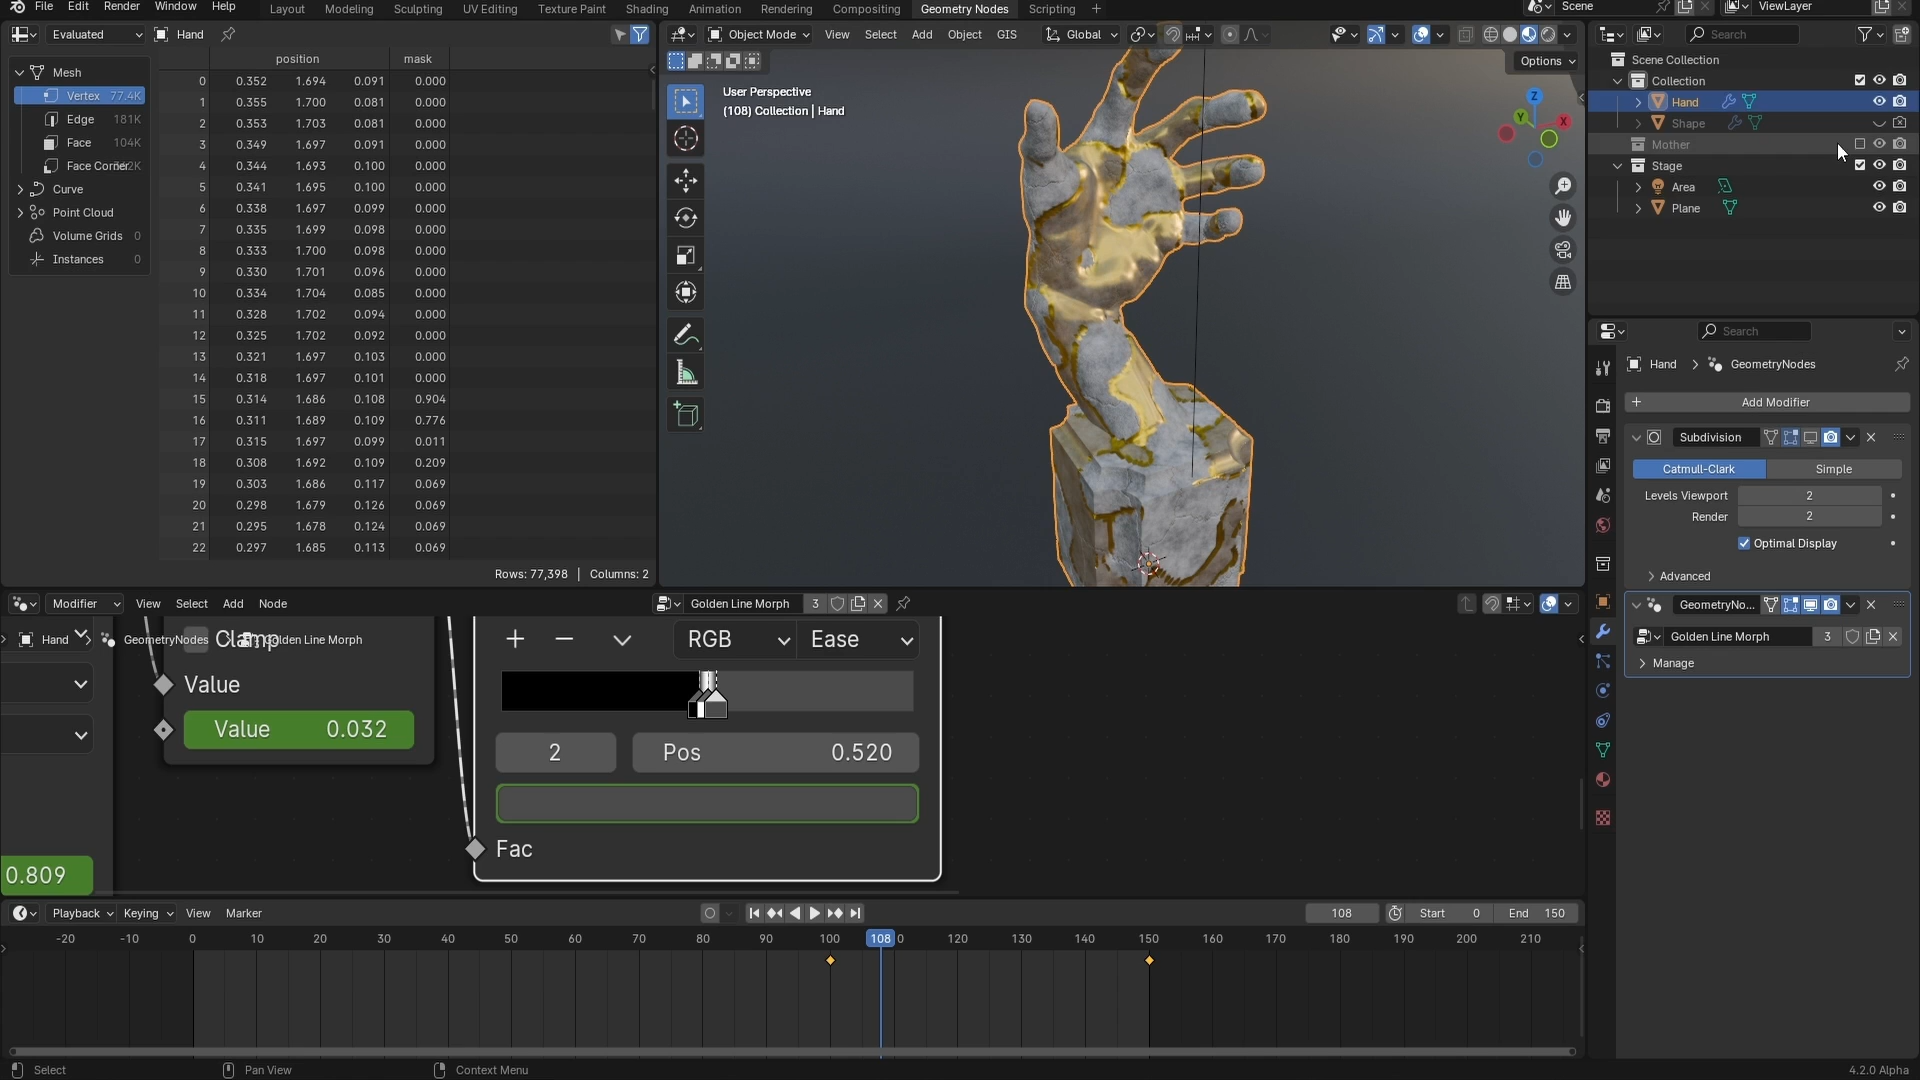 File Edit Render Window Help Layout Modeling Sculpting UV Editing Texture Paint Shading Animation Rendering Compositing Geometry Nodes Scripting + Scene ViewLayer
Evaluated Hand
position mask
Mesh
Vertex 77.4K
Edge 181K
Face 104K
Face Corner
Curve
Point Cloud
Volume Grids 0
Instances 0
0 0.352 1.694 0.091 0.000
1 0.355 1.700 0.081 0.000
2 0.353 1.703 0.081 0.000
3 0.349 1.697 0.091 0.000
4 0.344 1.693 0.100 0.000
5 0.341 1.695 0.100 0.000
6 0.338 1.697 0.099 0.000
7 0.335 1.699 0.098 0.000
8 0.333 1.700 0.098 0.000
9 0.330 1.701 0.096 0.000
10 0.334 1.704 0.085 0.000
11 0.328 1.702 0.094 0.000
12 0.325 1.702 0.092 0.000
13 0.321 1.697 0.103 0.000
14 0.318 1.697 0.101 0.000
15 0.314 1.686 0.108 0.904
16 0.311 1.689 0.109 0.776
17 0.315 1.697 0.099 0.011
18 0.308 1.692 0.109 0.209
19 0.303 1.686 0.117 0.069
20 0.298 1.679 0.126 0.069
21 0.295 1.678 0.124 0.069
22 0.297 1.685 0.113 0.069
Rows: 77,398 | Columns: 2
Object Mode View Select Add Object GIS Global
Options
User Perspective
(108) Collection | Hand
Z
Y
X
Search
Scene Collection
Collection
Hand
Shape
Mother
Stage
Area
Plane
Search
Hand > GeometryNodes
+ Add Modifier
Subdivision
Catmull-Clark Simple
Levels Viewport 2
Render 2
Optimal Display
Advanced
GeometryNo...
Golden Line Morph 3
Manage
Modifier View Select Add Node Golden Line Morph 3
Hand > GeometryNodes > Golden Line Morph
Clamp
Value
Value 0.032
0.809
RGB Ease
2 Pos 0.520
Fac
Playback Keying View Marker 108 Start 0 End 150
-20 -10 0 10 20 30 40 50 60 70 80 90 100 108 0 120 130 140 150 160 170 180 190 200 210
Select Pan View Context Menu 4.2.0 Alpha